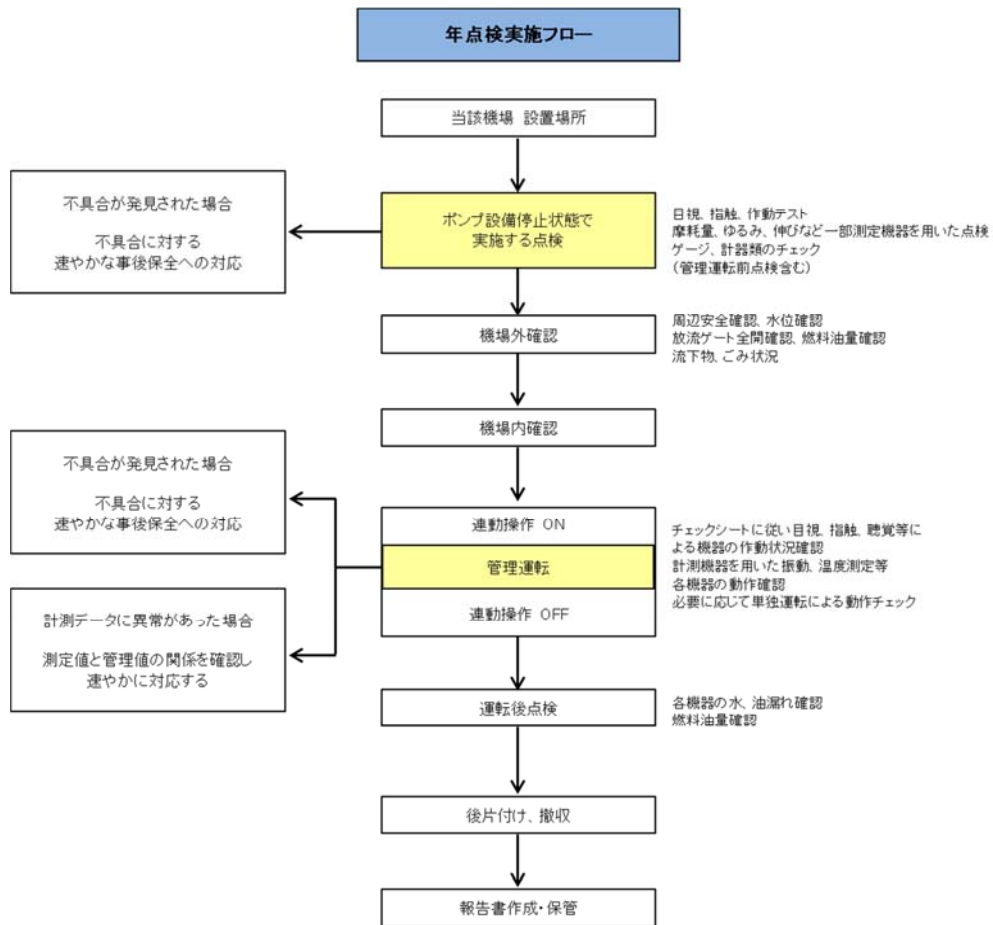 年点検実施フロー
当該機場 設置場所
不具合が発見された場合
不具合に対する
速やかな事後保全への対応
ポンプ設備停止状態で
実施する点検
目視、指触、作動テスト
摩耗量、ゆるみ、伸びなど一部測定機器を用いた点検
ゲージ、計器類のチェック
(管理運転前点検含む)
機場外確認
周辺安全確認、水位確認
放流ゲート全開確認、燃料油量確認
流下物、ごみ状況
機場内確認
不具合が発見された場合
不具合に対する
速やかな事後保全への対応
連動操作 ON
管理運転
連動操作 OFF
チェックシートに従い目視、指触、聴覚等に
よる機器の作動状況確認
計測機器を用いた振動、温度測定等
各機器の動作確認
必要に応じて単独運転による動作チェック
計測データに異常があった場合
測定値と管理値の関係を確認し
速やかに対応する
運転後点検
各機器の水、油漏れ確認
燃料油量確認
後片付け、撤収
報告書作成・保管